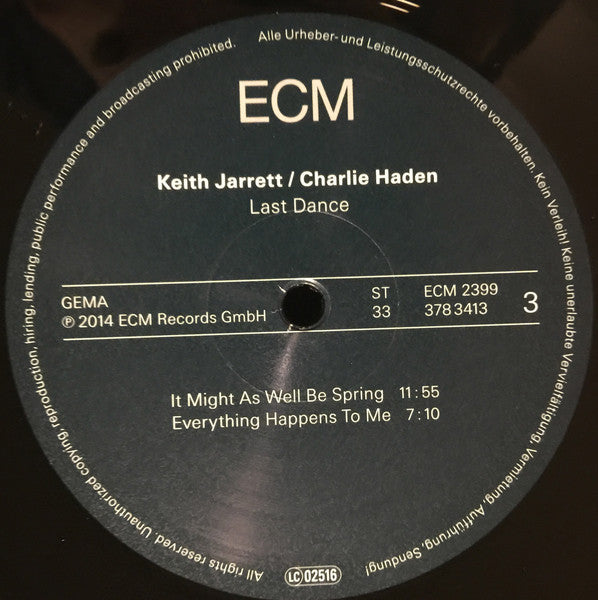 All rights reserved. Unauthorized copying, reproduction, hiring, lending, public performance and broadcasting prohibited.
Alle Urheber- und Leistungsschutzrechte vorbehalten. Kein Verleih! Keine unerlaubte Vervielfältigung, Vermietung, Aufführung, Sendung!
ECM
Keith Jarrett / Charlie Haden
Last Dance
GEMA
℗ 2014 ECM Records GmbH
ST
33
ECM 2399
378 3413
3
It Might As Well Be Spring 11:55
Everything Happens To Me 7:10
LC 02516